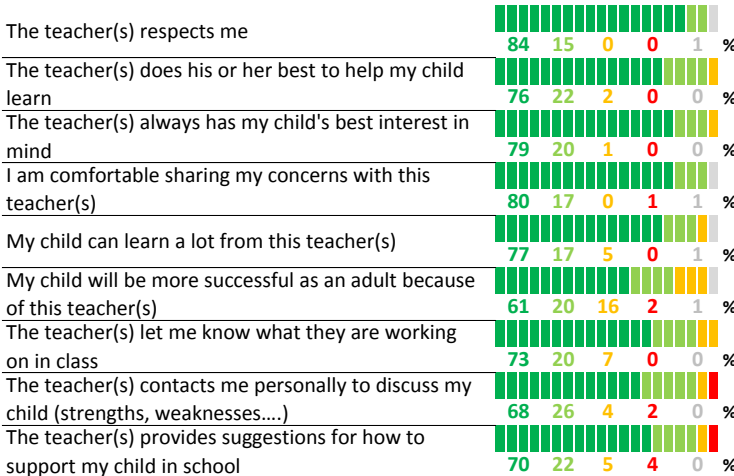 The teacher(s) respects me
84 15 0 0 1 %
The teacher(s) does his or her best to help my child
learn
76 22 2 0 0 %
The teacher(s) always has my child's best interest in
mind
79 20 1 0 0 %
I am comfortable sharing my concerns with this
teacher(s)
80 17 0 1 1 %
My child can learn a lot from this teacher(s)
77 17 5 0 1 %
My child will be more successful as an adult because
of this teacher(s)
61 20 16 2 1 %
The teacher(s) let me know what they are working
on in class
73 20 7 0 0 %
The teacher(s) contacts me personally to discuss my
child (strengths, weaknesses....)
68 26 4 2 0 %
The teacher(s) provides suggestions for how to
support my child in school
70 22 5 4 0 %